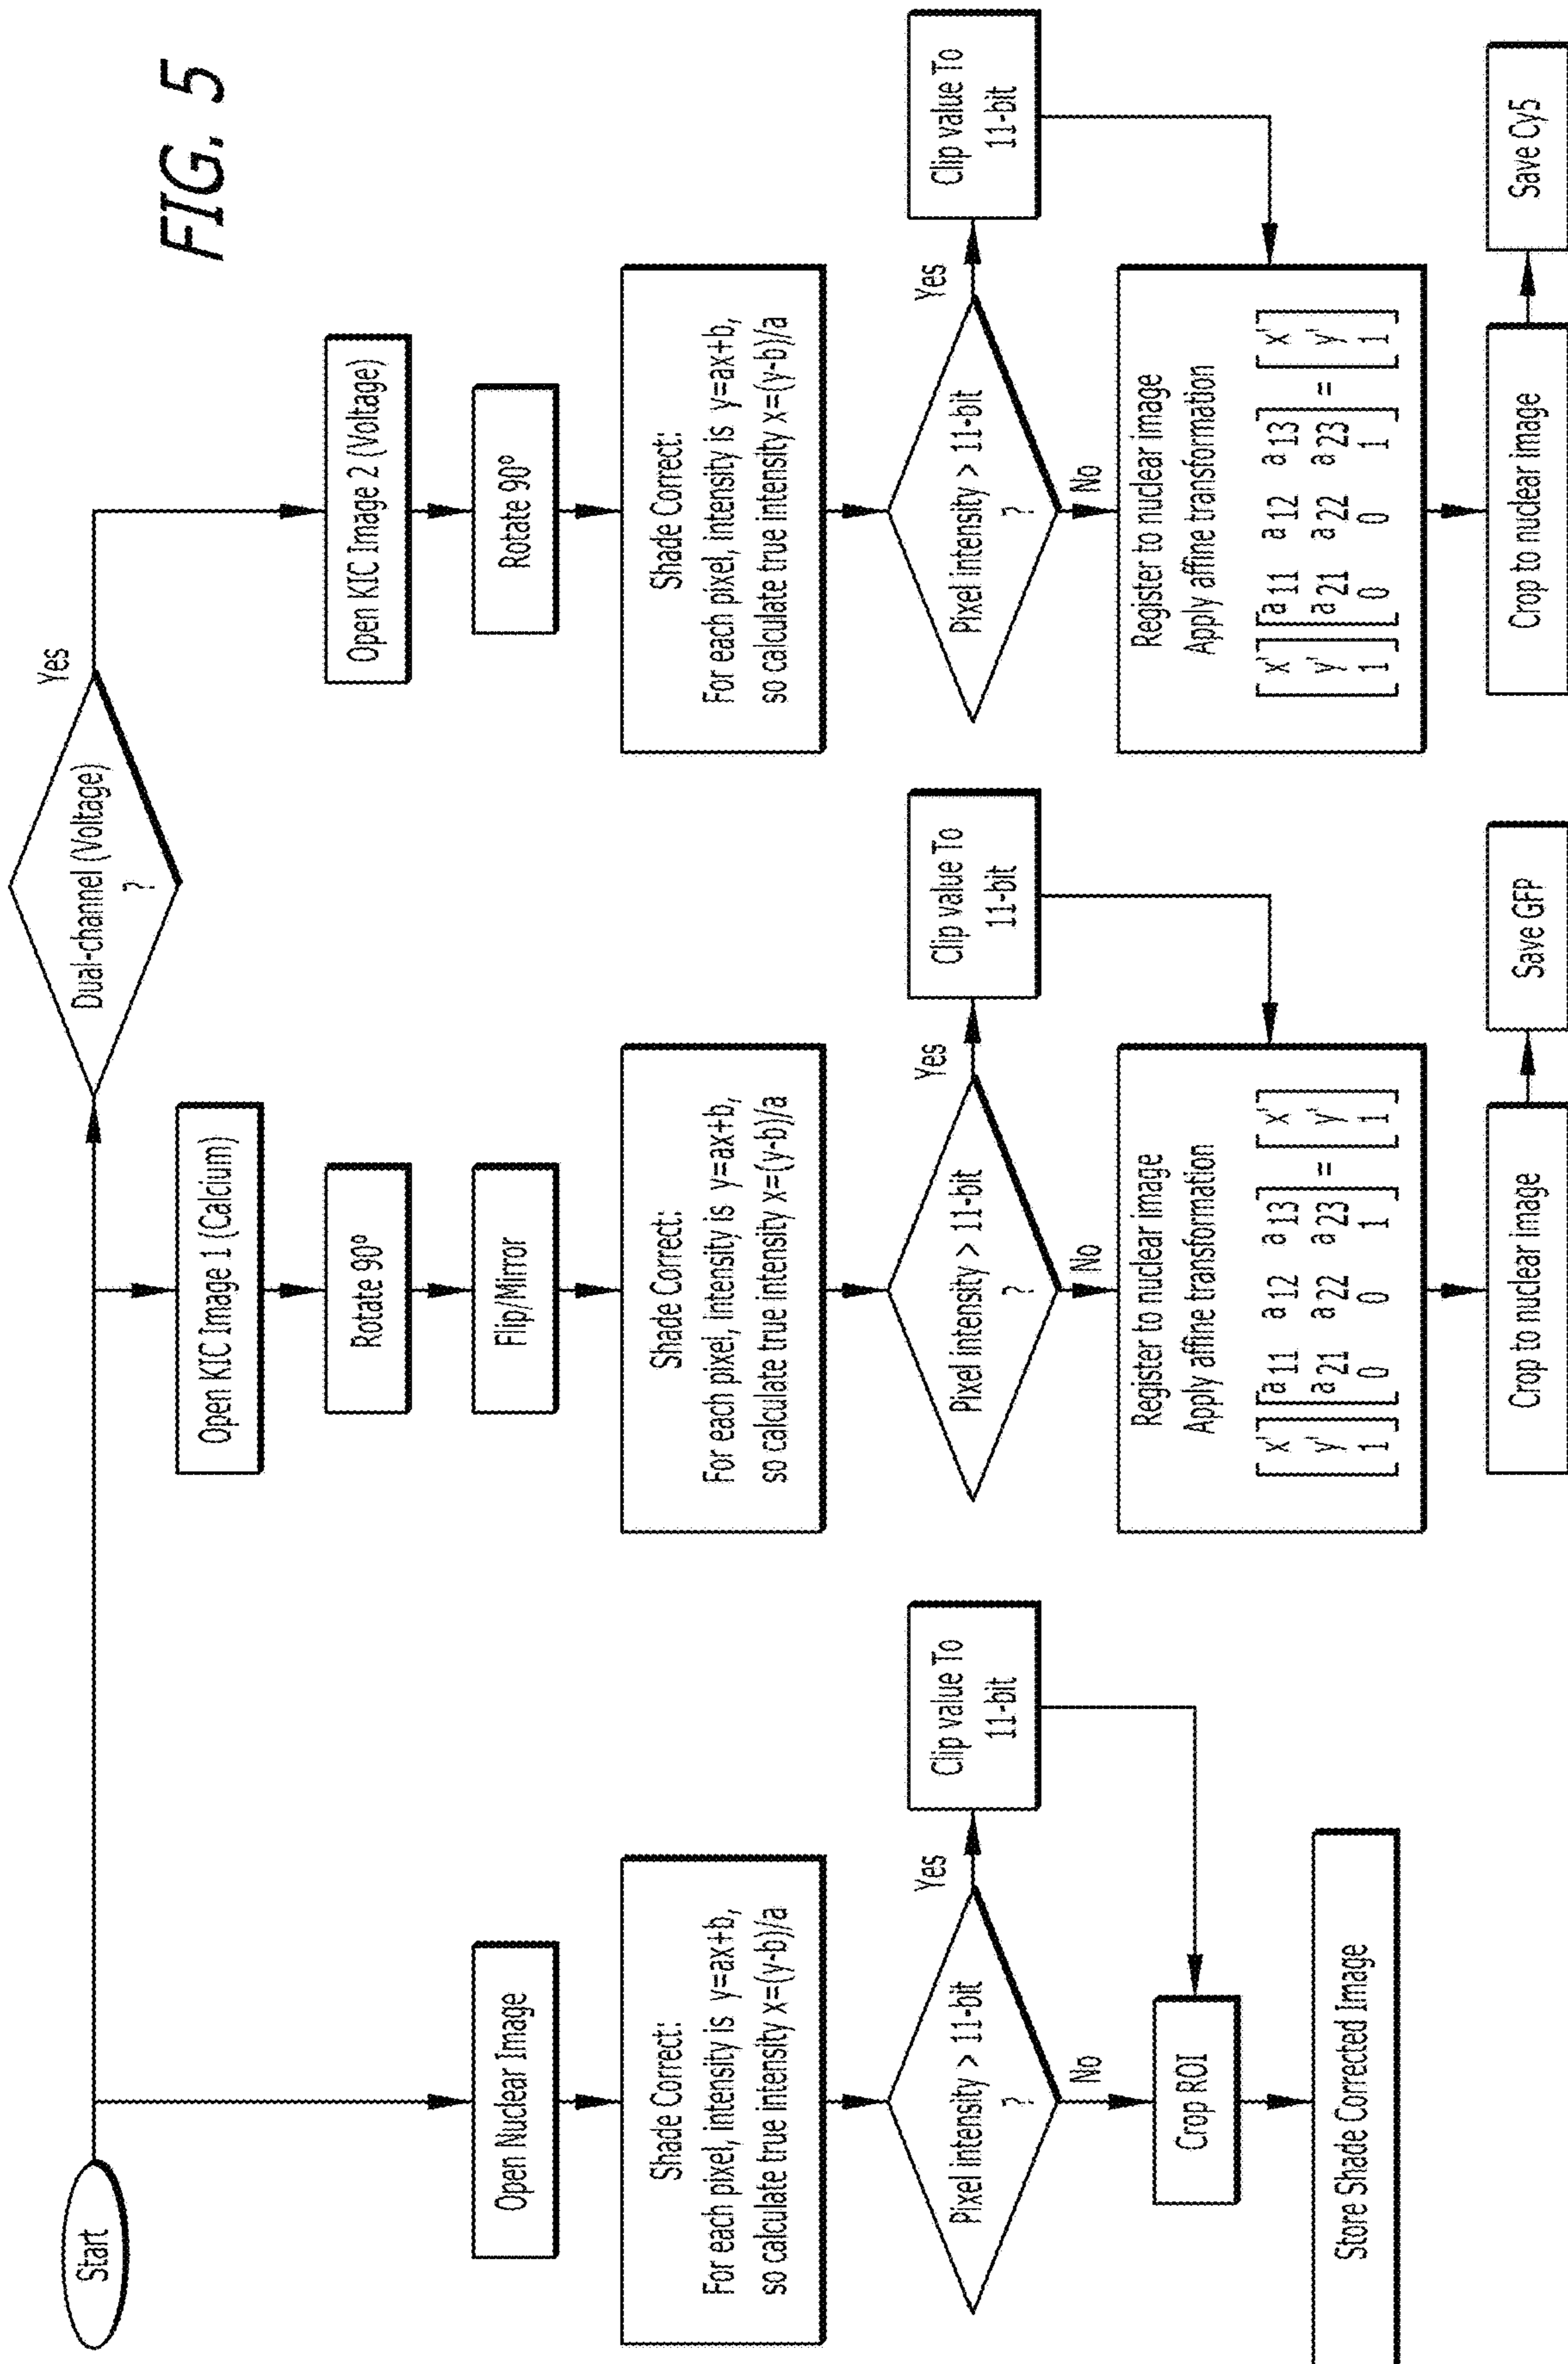 FIG. 5
Start
Dual-channel (Voltage)
?
Yes
Open Nuclear Image
Shade Correct:
For each pixel, intensity is y=ax+b,
so calculate true intensity x=(y-b)/a
Pixel intensity > 11-bit
?
Yes
No
Clip value To
11-bit
Crop ROI
Store Shade Corrected Image
Open KIC Image 1 (Calcium)
Rotate 90°
Flip/Mirror
Shade Correct:
For each pixel, intensity is y=ax+b,
so calculate true intensity x=(y-b)/a
Pixel intensity > 11-bit
?
Yes
No
Clip value To
11-bit
Register to nuclear image
Apply affine transformation
[x'] [a11 a12 a13] [x']
[y'] [a21 a22 a23] = [y']
[1] [0 0 1] [1]
Crop to nuclear image
Save GFP
Open KIC Image 2 (Voltage)
Rotate 90°
Shade Correct:
For each pixel, intensity is y=ax+b,
so calculate true intensity x=(y-b)/a
Pixel intensity > 11-bit
?
Yes
No
Clip value To
11-bit
Register to nuclear image
Apply affine transformation
[x'] [a11 a12 a13] [x']
[y'] [a21 a22 a23] = [y']
[1] [0 0 1] [1]
Crop to nuclear image
Save Cy5